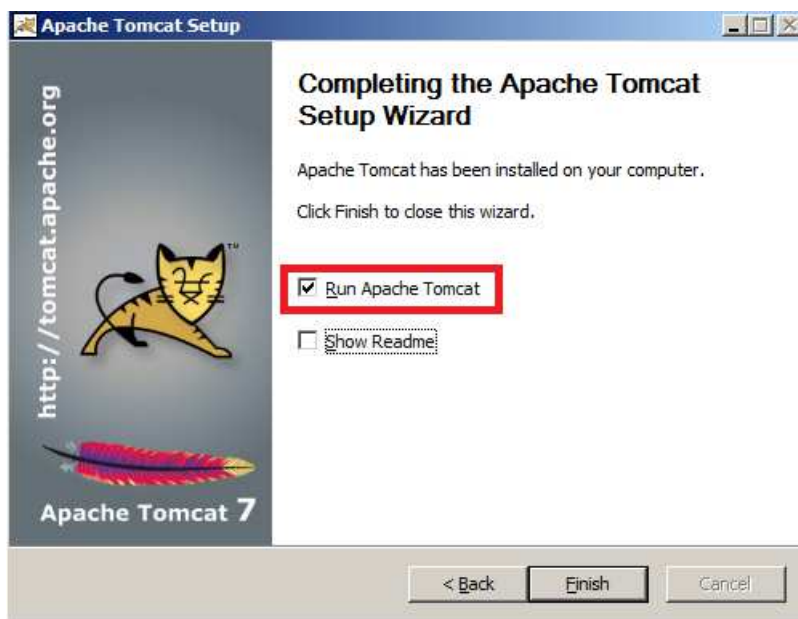 Apache Tomcat Setup
http://tomcat.apache.org
TM
Apache Tomcat 7
Completing the Apache Tomcat
Setup Wizard
Apache Tomcat has been installed on your computer.
Click Finish to close this wizard.
Run Apache Tomcat
Show Readme
< Back
Finish
Cancel